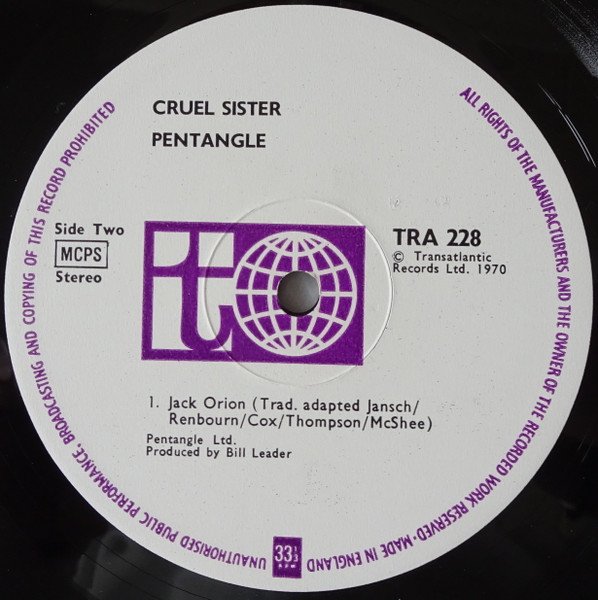 CRUEL SISTER
PENTANGLE
Side Two
MCPS
Stereo
it
TRA 228
© Transatlantic
Records Ltd. 1970
1. Jack Orion (Trad. adapted Jansch/
Renbourn/Cox/Thompson/McShee)
Pentangle Ltd.
Produced by Bill Leader
ALL RIGHTS OF THE MANUFACTURERS AND THE OWNER OF THE RECORDED WORK RESERVED · MADE IN ENGLAND
33⅓
RPM
UNAUTHORISED PUBLIC PERFORMANCE, BROADCASTING AND COPYING OF THIS RECORD PROHIBITED